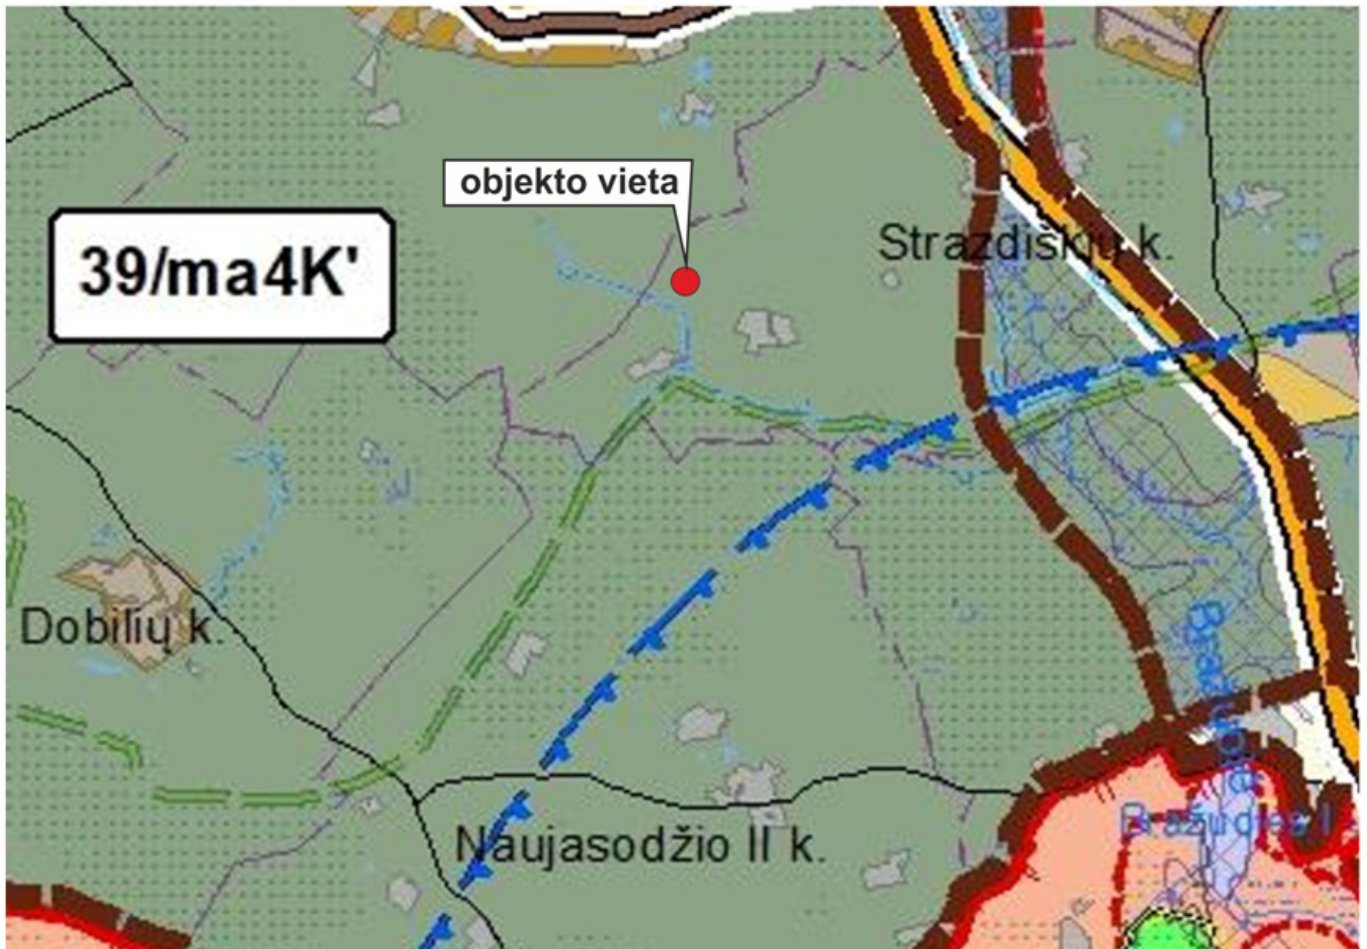 objekto vieta
Strazdiškių k.
39/ma4K'
Dobilių k.
Naujasodžio II k.